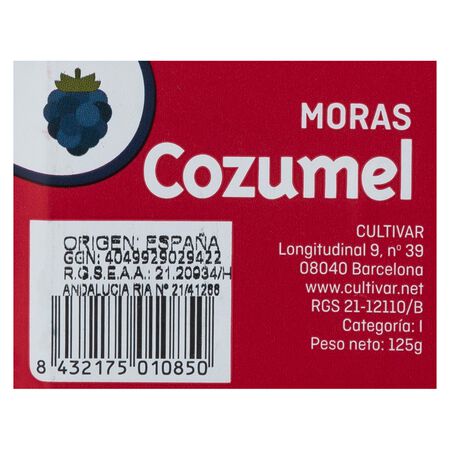 MORAS
Cozumel
CULTIVAR
Longitudinal 9, nº 39
08040 Barcelona
www.cultivar.net
RGS 21-12110/B
Categoría: I
Peso neto: 125g
ORIGEN: ESPAÑA
GGN: 4049929029422
R.G.S.E.A.A.: 21.20934/H
ANDALUCIA RIA Nº 21/41266
8 432175 010850